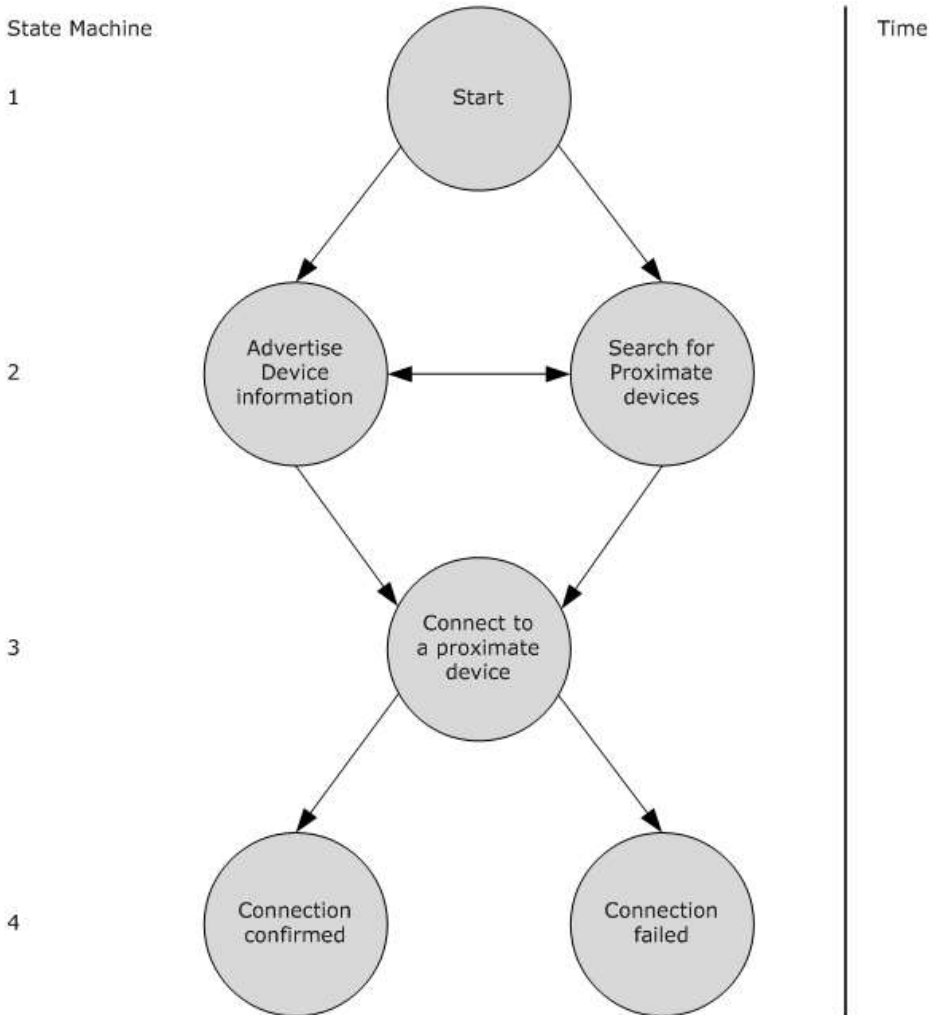 State Machine
Time
1
Start
2
Advertise
Device
information
Search for
Proximate
devices
3
Connect to
a proximate
device
4
Connection
confirmed
Connection
failed